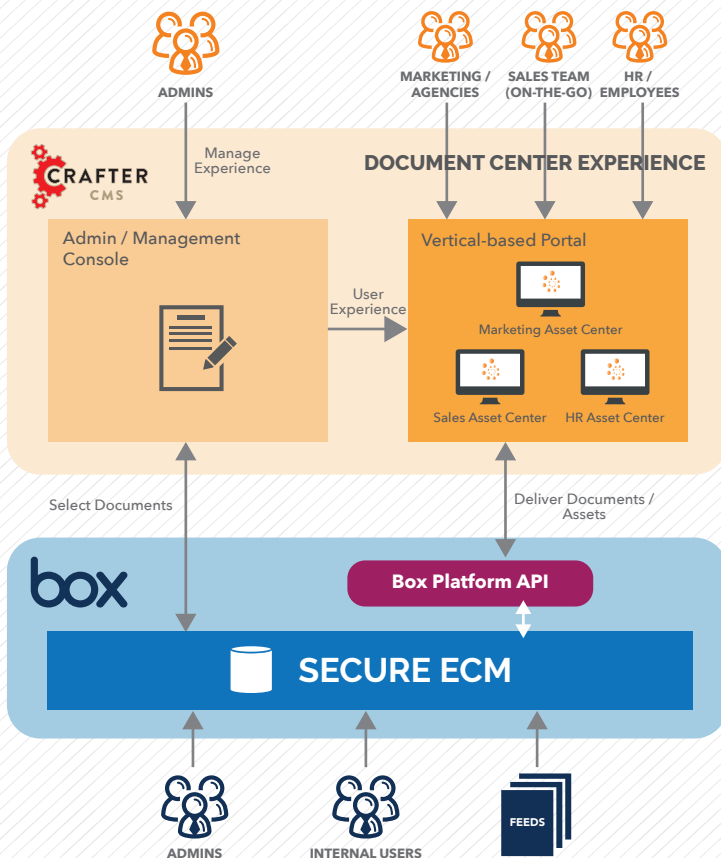 ADMINS
MARKETING /
AGENCIES
SALES TEAM
(ON-THE-GO)
HR /
EMPLOYEES
CRAFTER
CMS
Manage
Experience
DOCUMENT CENTER EXPERIENCE
Admin / Management
Console
User
Experience
Vertical-based Portal
Marketing Asset Center
Sales Asset Center
HR Asset Center
Select Documents
Deliver Documents /
Assets
box
Box Platform API
SECURE ECM
ADMINS
INTERNAL USERS
FEEDS